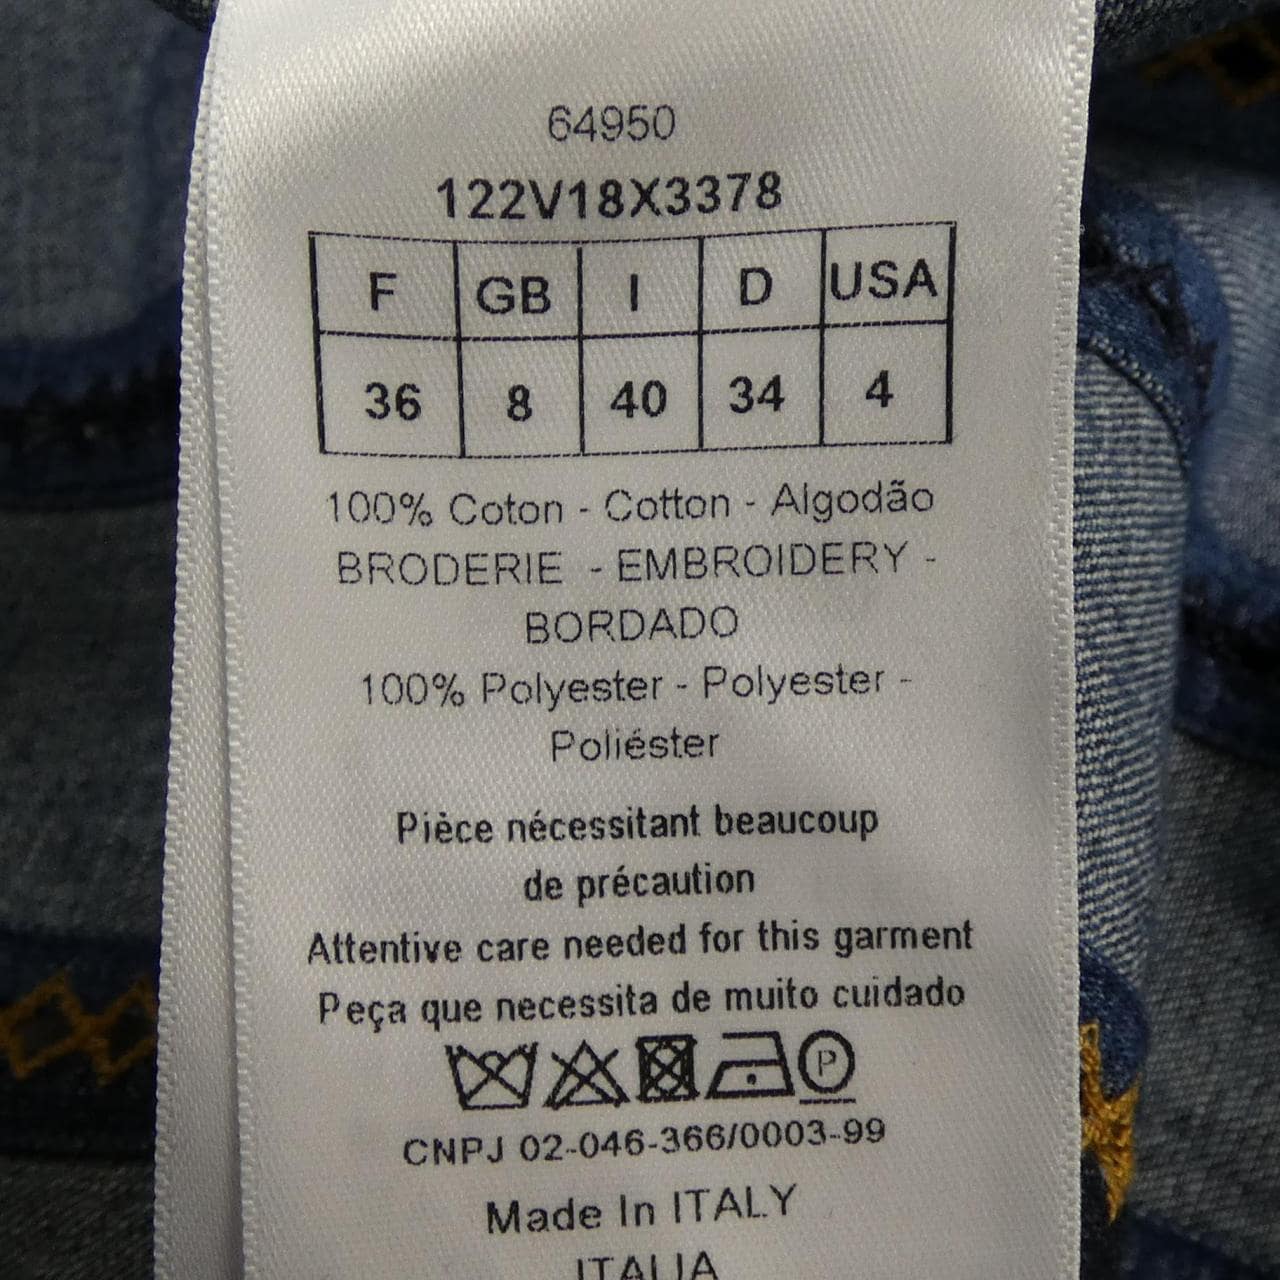 64950
122V18X3378
F GB I D USA
36 8 40 34 4
100% Coton - Cotton - Algodão
BRODERIE - EMBROIDERY -
BORDADO
100% Polyester - Polyester -
Poliéster
Pièce nécessitant beaucoup
de précaution
Attentive care needed for this garment
Peça que necessita de muito cuidado
P
CNPJ 02-046-366/0003-99
Made In ITALY
ITALIA